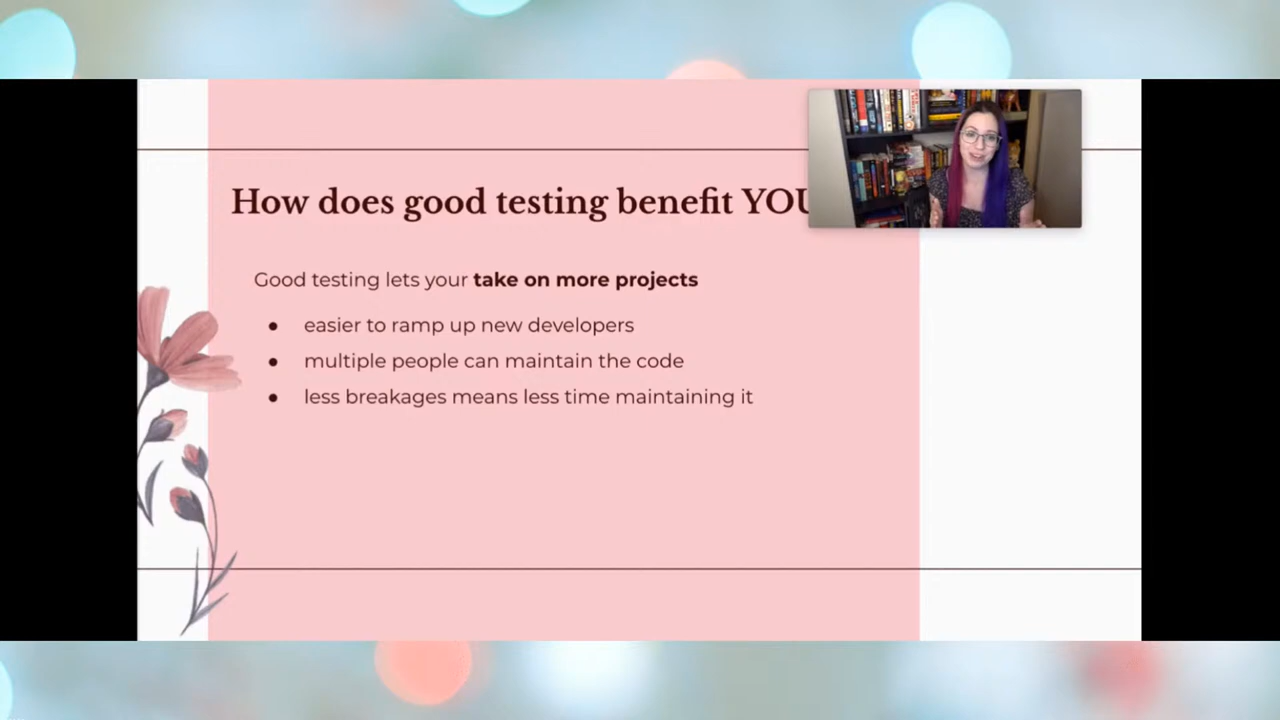 How does good testing benefit YOU
Good testing lets your take on more projects
● easier to ramp up new developers
● multiple people can maintain the code
● less breakages means less time maintaining it